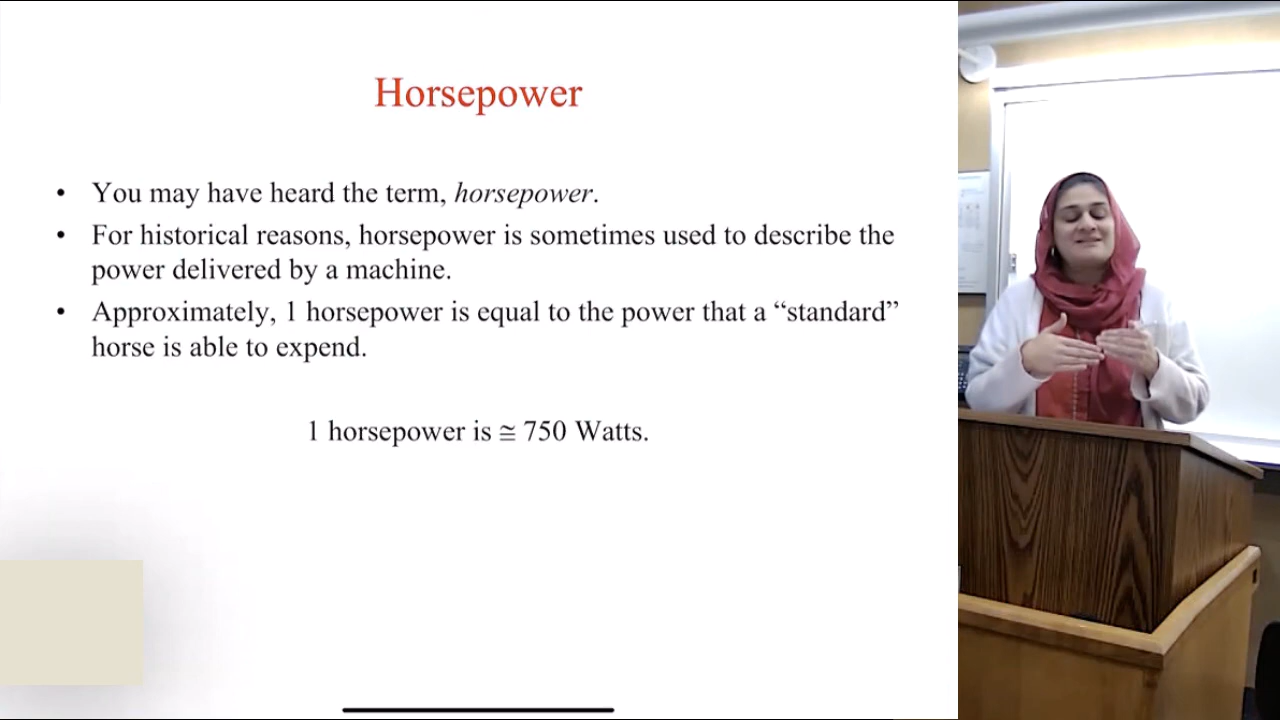 Horsepower
• You may have heard the term, horsepower.
• For historical reasons, horsepower is sometimes used to describe the
power delivered by a machine.
• Approximately, 1 horsepower is equal to the power that a “standard”
horse is able to expend.
1 horsepower is ≅ 750 Watts.